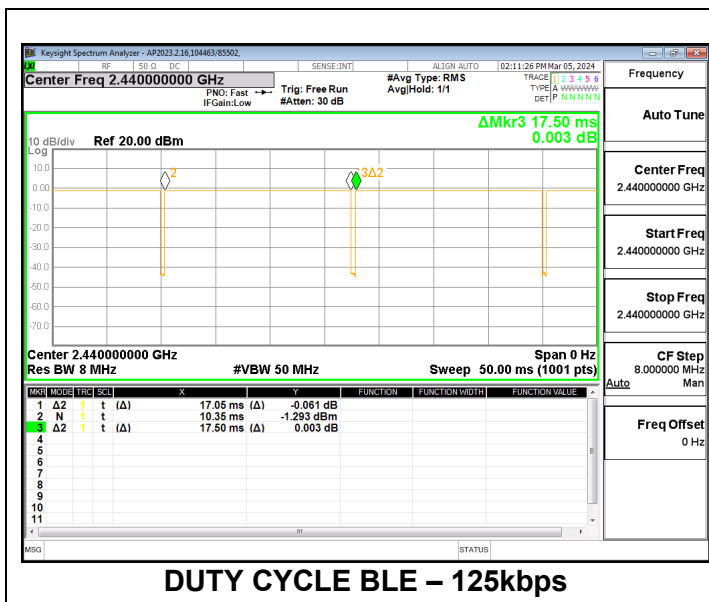 Keysight Spectrum Analyzer - AP2023.2.16,104463/85502,
RF 50 Ω DC SENSE:INT ALIGN AUTO 02:11:26 PM Mar 05, 2024
Center Freq 2.440000000 GHz
PNO: Fast
IFGain:Low
Trig: Free Run
#Atten: 30 dB
#Avg Type: RMS
Avg|Hold: 1/1
TRACE 1 2 3 4 5 6
TYPE A WWWWW
DET P N N N N N
ΔMkr3 17.50 ms
0.003 dB
10 dB/div Ref 20.00 dBm
Log
10.0
0.00
-10.0
-20.0
-30.0
-40.0
-50.0
-60.0
-70.0
2
3Δ2
Center 2.440000000 GHz Span 0 Hz
Res BW 8 MHz #VBW 50 MHz Sweep 50.00 ms (1001 pts)
MKR MODE TRC SCL X Y FUNCTION FUNCTION WIDTH FUNCTION VALUE
1 Δ2 1 t (Δ) 17.05 ms (Δ) -0.061 dB
2 N 1 t 10.35 ms -1.293 dBm
3 Δ2 1 t (Δ) 17.50 ms (Δ) 0.003 dB
4
5
6
7
8
9
10
11
MSG STATUS
Frequency
Auto Tune
Center Freq
2.440000000 GHz
Start Freq
2.440000000 GHz
Stop Freq
2.440000000 GHz
CF Step
8.000000 MHz
Auto Man
Freq Offset
0 Hz
DUTY CYCLE BLE – 125kbps